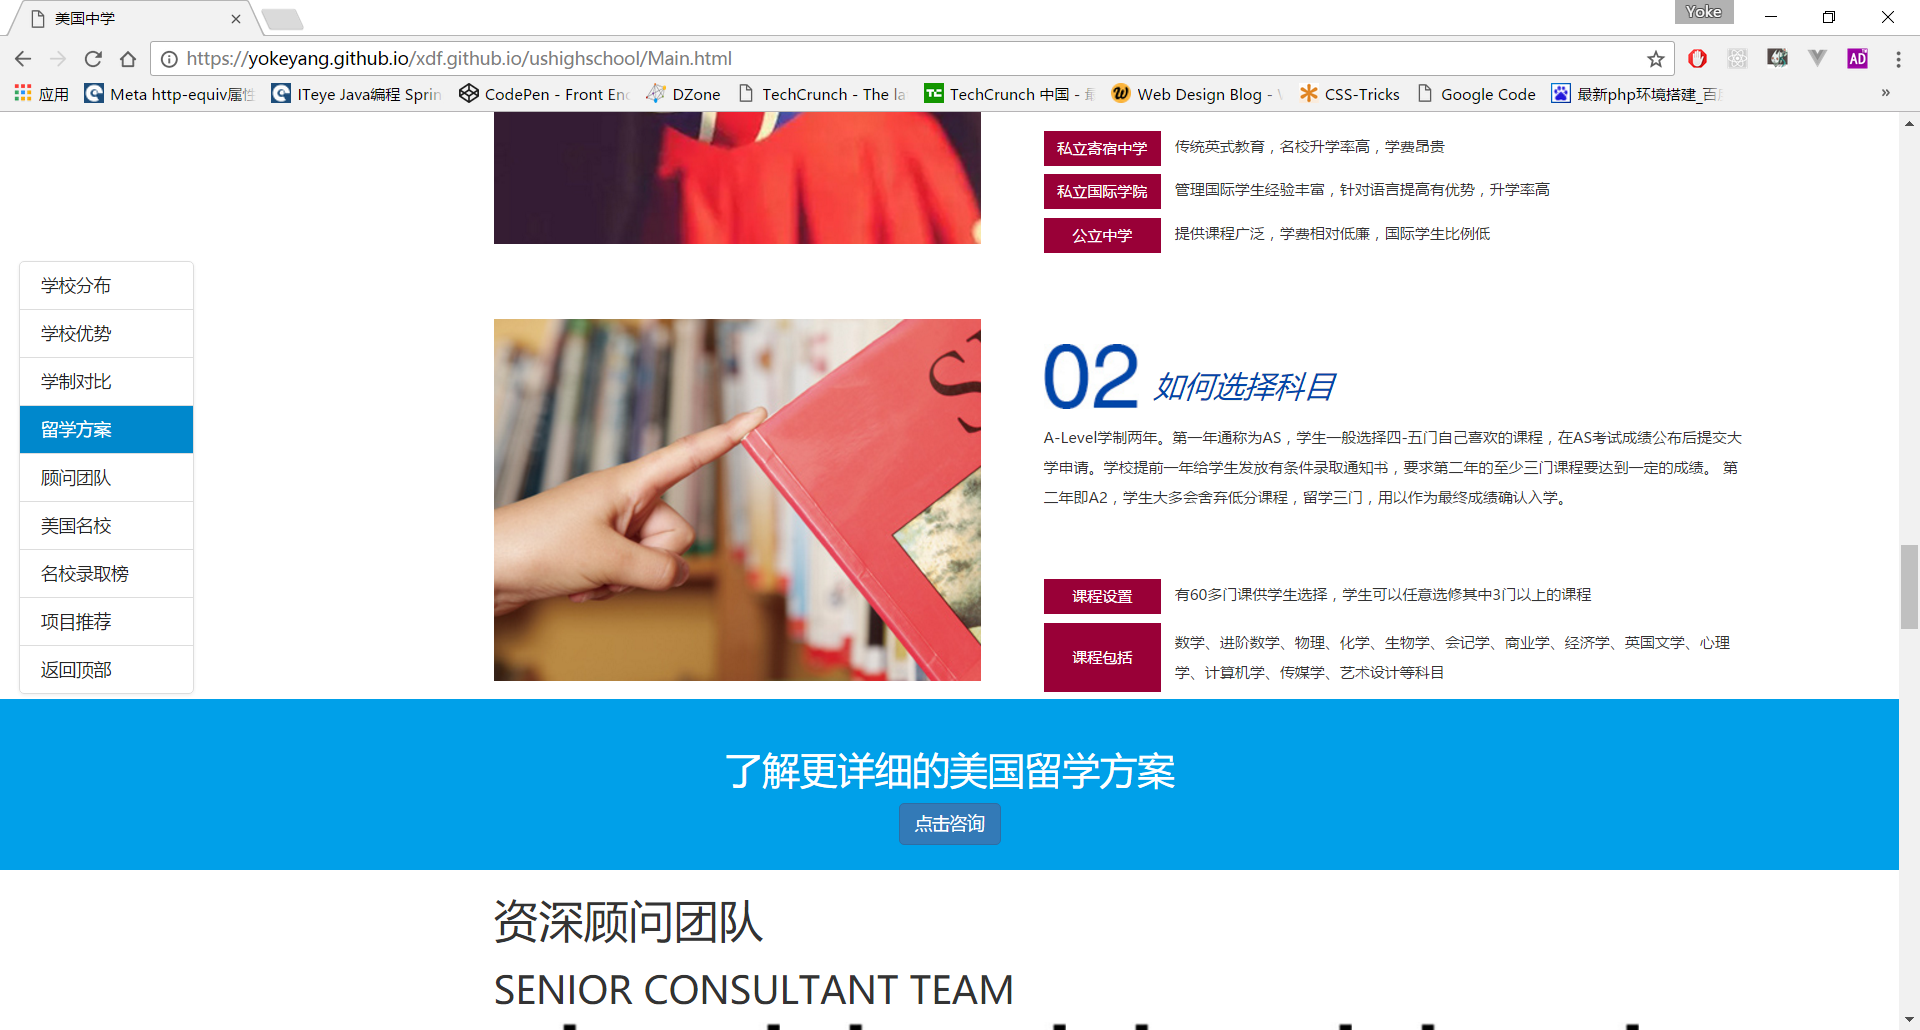 美国中学
Yoke
https://yokeyang.github.io/xdf.github.io/ushighschool/Main.html
应用 Meta http-equiv属性 ITeye Java编程 Sprin CodePen - Front End DZone TechCrunch - The la TechCrunch 中国 - Web Design Blog - CSS-Tricks Google Code 最新php环境搭建_百
私立寄宿中学 传统英式教育，名校升学率高，学费昂贵
私立国际学院 管理国际学生经验丰富，针对语言提高有优势，升学率高
公立中学 提供课程广泛，学费相对低廉，国际学生比例低
学校分布
学校优势
学制对比
留学方案
顾问团队
美国名校
名校录取榜
项目推荐
返回顶部
S
02 如何选择科目
A-Level学制两年。第一年通称为AS，学生一般选择四-五门自己喜欢的课程，在AS考试成绩公布后提交大
学申请。学校提前一年给学生发放有条件录取通知书，要求第二年的至少三门课程要达到一定的成绩。 第
二年即A2，学生大多会舍弃低分课程，留学三门，用以作为最终成绩确认入学。
课程设置 有60多门课供学生选择，学生可以任意选修其中3门以上的课程
课程包括 数学、进阶数学、物理、化学、生物学、会记学、商业学、经济学、英国文学、心理
学、计算机学、传媒学、艺术设计等科目
了解更详细的美国留学方案
点击咨询
资深顾问团队
SENIOR CONSULTANT TEAM